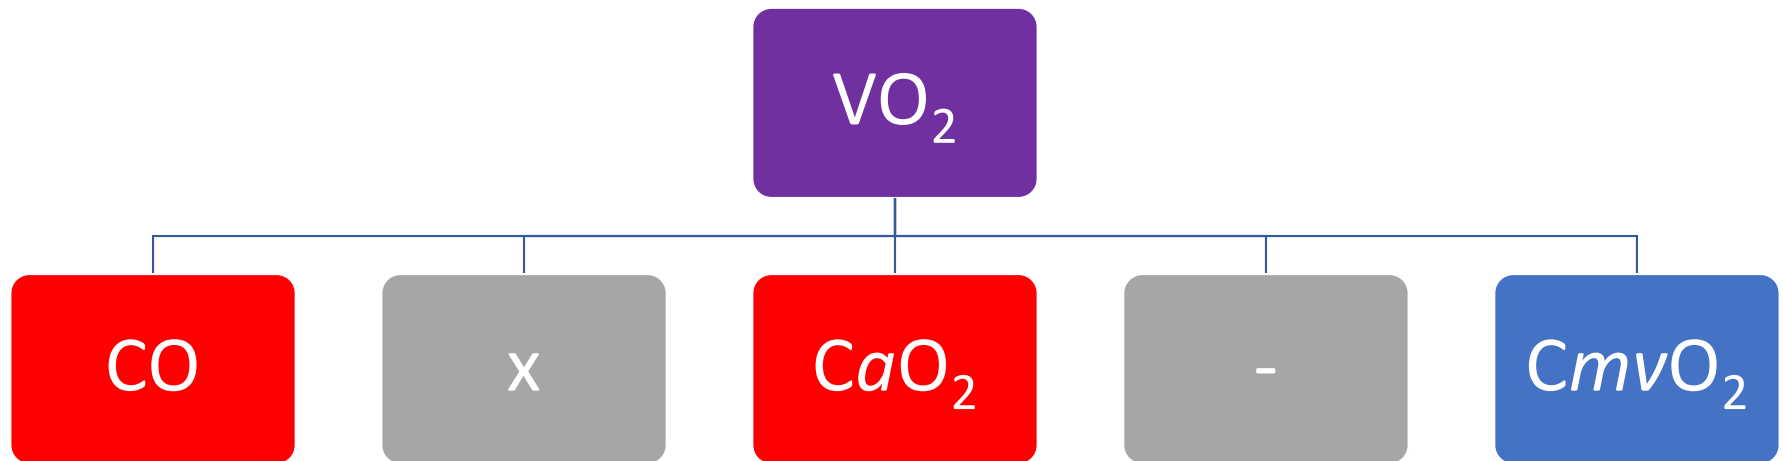 VO₂
CO x CaO₂ - CmvO₂